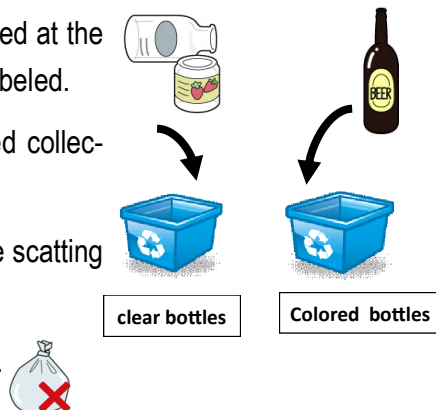 ed at the
beled.
ed collec-
e scatting
BEER
clear bottles
Colored bottles